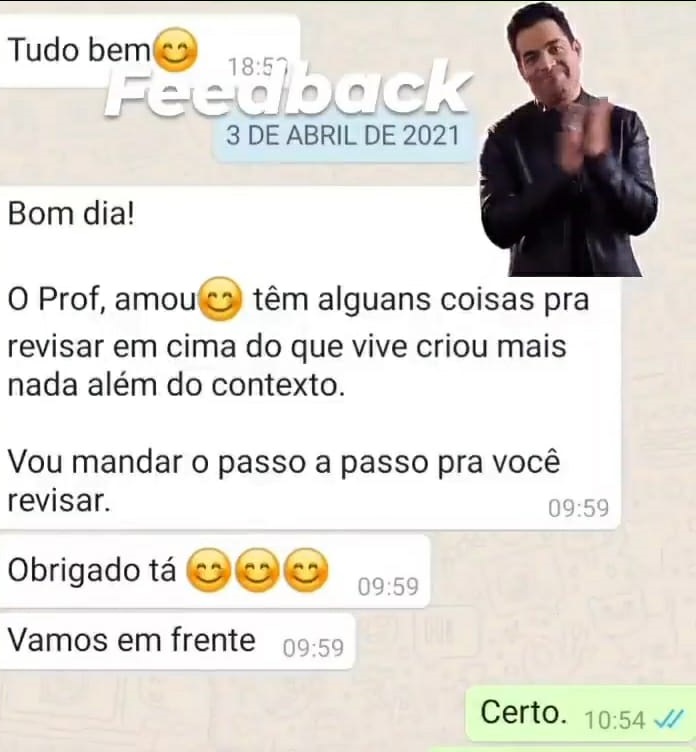 Tudo bem😊 18:52
Feedback
3 DE ABRIL DE 2021
Bom dia!
O Prof, amou😊 têm alguans coisas pra
revisar em cima do que vive criou mais
nada além do contexto.
Vou mandar o passo a passo pra você
revisar. 09:59
Obrigado tá 😊😊😊 09:59
Vamos em frente 09:59
Certo. 10:54